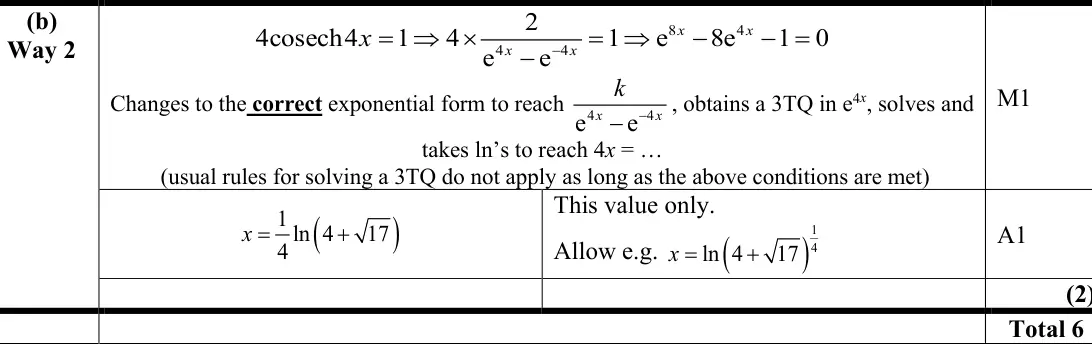 (b)
Way 2
4cosech4x = 1 ⇒ 4 × 2/(e^{4x} − e^{−4x}) = 1 ⇒ e^{8x} − 8e^{4x} − 1 = 0
Changes to the correct exponential form to reach k/(e^{4x} − e^{−4x}), obtains a 3TQ in e^{4x}, solves and
takes ln's to reach 4x = …
(usual rules for solving a 3TQ do not apply as long as the above conditions are met)
M1
x = 1/4 ln(4 + √17)
This value only.
Allow e.g. x = ln(4 + √17)^{1/4}
A1
(2)
Total 6